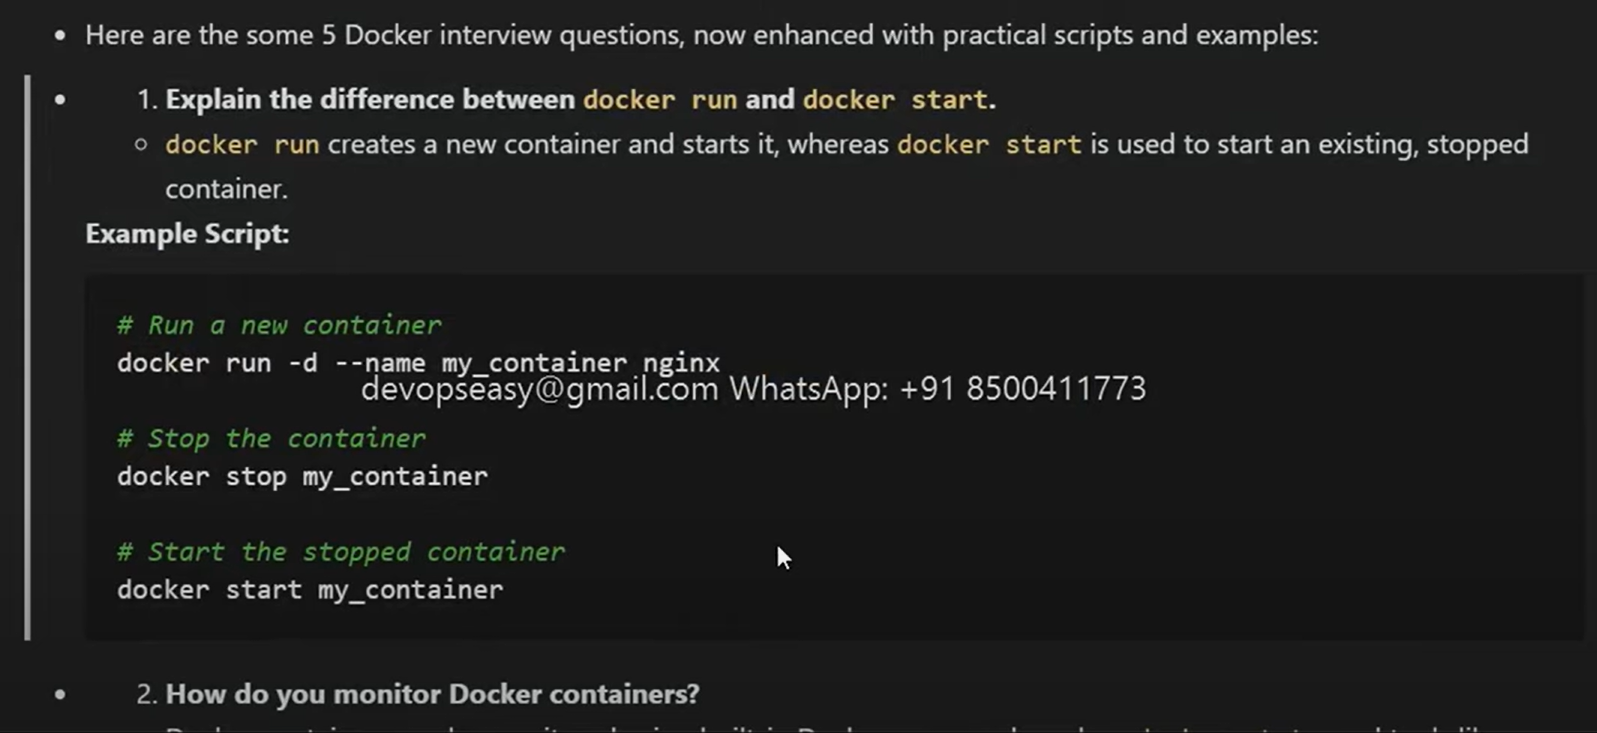 Here are the some 5 Docker interview questions, now enhanced with practical scripts and examples:
1. Explain the difference between docker run and docker start.
docker run creates a new container and starts it, whereas docker start is used to start an existing, stopped
container.
Example Script:
# Run a new container
docker run -d --name my_container nginx
devopseasy@gmail.com WhatsApp: +91 8500411773
# Stop the container
docker stop my_container
# Start the stopped container
docker start my_container
2. How do you monitor Docker containers?